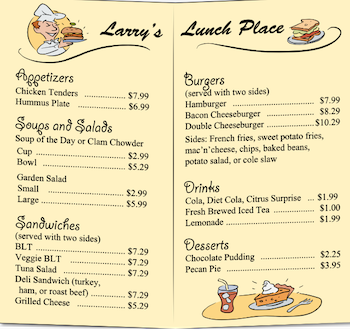 Larry's Lunch Place
Appetizers
Chicken Tenders ........ $7.99
Hummus Plate ........ $6.99
Soups and Salads
Soup of the Day or Clam Chowder
Cup ........ $2.99
Bowl ........ $5.29
Garden Salad
Small ........ $2.99
Large ........ $5.99
Sandwiches
(served with two sides)
BLT ........ $7.29
Veggie BLT ........ $7.29
Tuna Salad ........ $7.29
Deli Sandwich (turkey,
ham, or roast beef) ........ $7.29
Grilled Cheese ........ $5.29
Burgers
(served with two sides)
Hamburger ........ $7.99
Bacon Cheeseburger ........ $8.29
Double Cheeseburger ........ $10.29
Sides: French fries, sweet potato fries,
mac'n'cheese, chips, baked beans,
potato salad, or cole slaw
Drinks
Cola, Diet Cola, Citrus Surprise ... $1.99
Fresh Brewed Iced Tea ........ $1.00
Lemonade ........ $1.99
Desserts
Chocolate Pudding ........ $2.25
Pecan Pie ........ $3.95